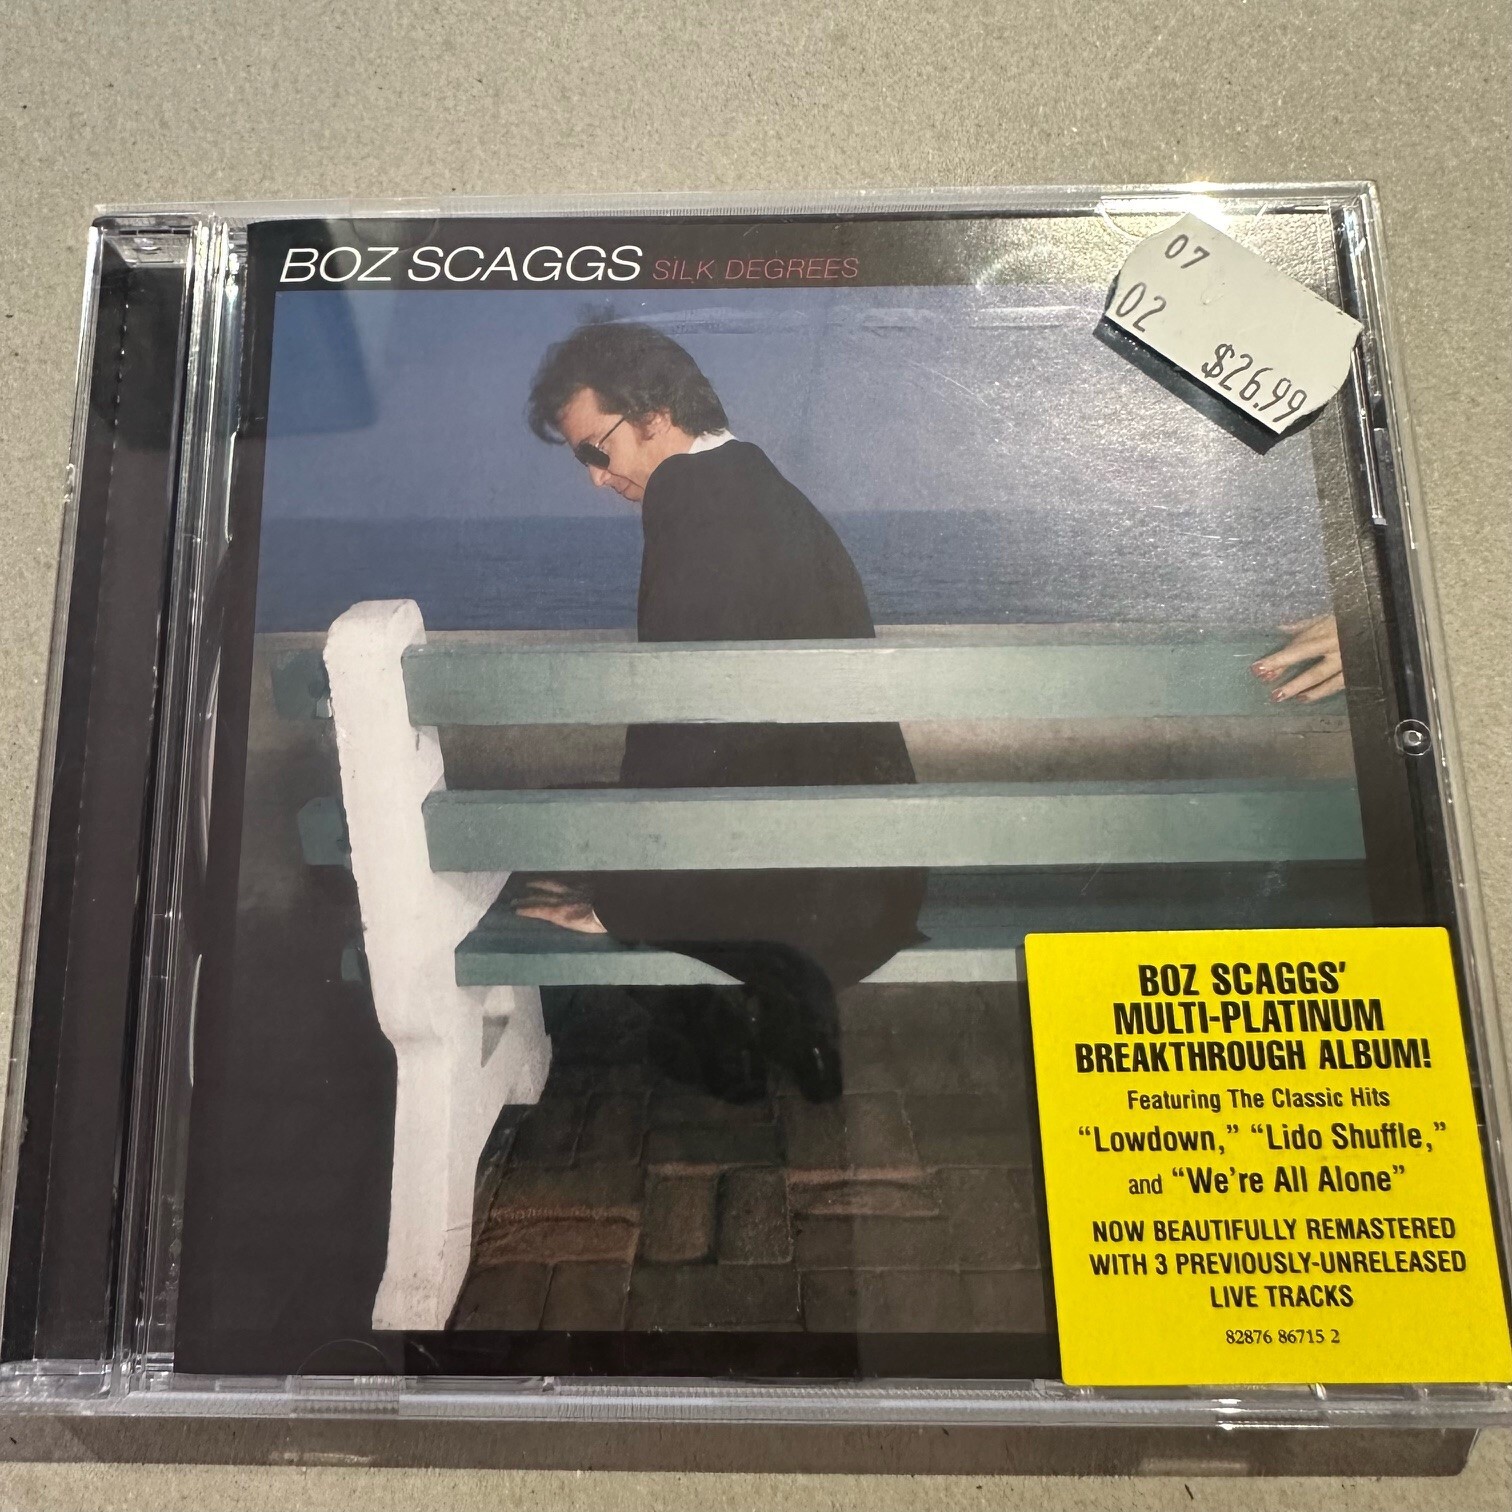 BOZ SCAGGS SILK DEGREES
07
02
$26.99
BOZ SCAGGS’
MULTI-PLATINUM
BREAKTHROUGH ALBUM!
Featuring The Classic Hits
“Lowdown,” “Lido Shuffle,”
and “We’re All Alone”
NOW BEAUTIFULLY REMASTERED
WITH 3 PREVIOUSLY-UNRELEASED
LIVE TRACKS
82876 86715 2